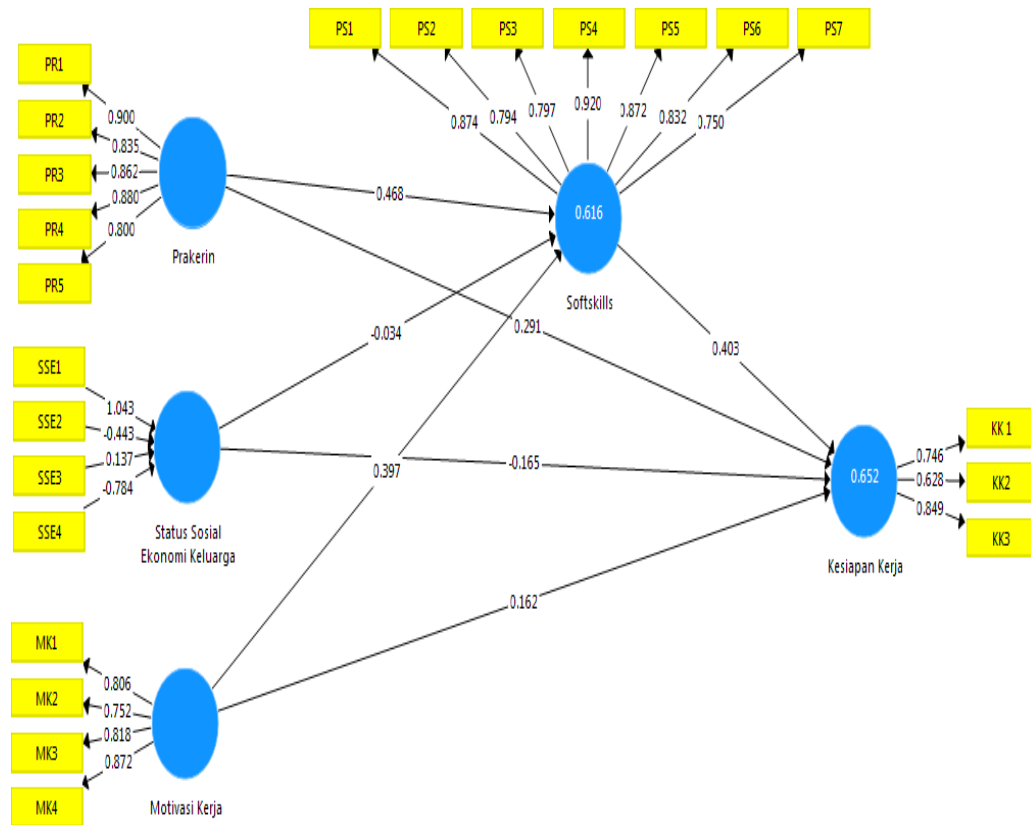 PS1
PS2
PS3
PS4
PS5
PS6
PS7
0.874
0.794
0.797
0.920
0.872
0.832
0.750
PR1
PR2
PR3
PR4
PR5
0.900
0.835
0.862
0.880
0.800
Prakerin
0.468
0.616
Softskills
-0.034
0.291
0.403
SSE1
SSE2
SSE3
SSE4
1.043
-0.443
0.137
-0.784
Status Sosial
Ekonomi Keluarga
0.397
-0.165
0.652
Kesiapan Kerja
KK 1
KK2
KK3
0.746
0.628
0.849
0.162
MK1
MK2
MK3
MK4
0.806
0.752
0.818
0.872
Motivasi Kerja